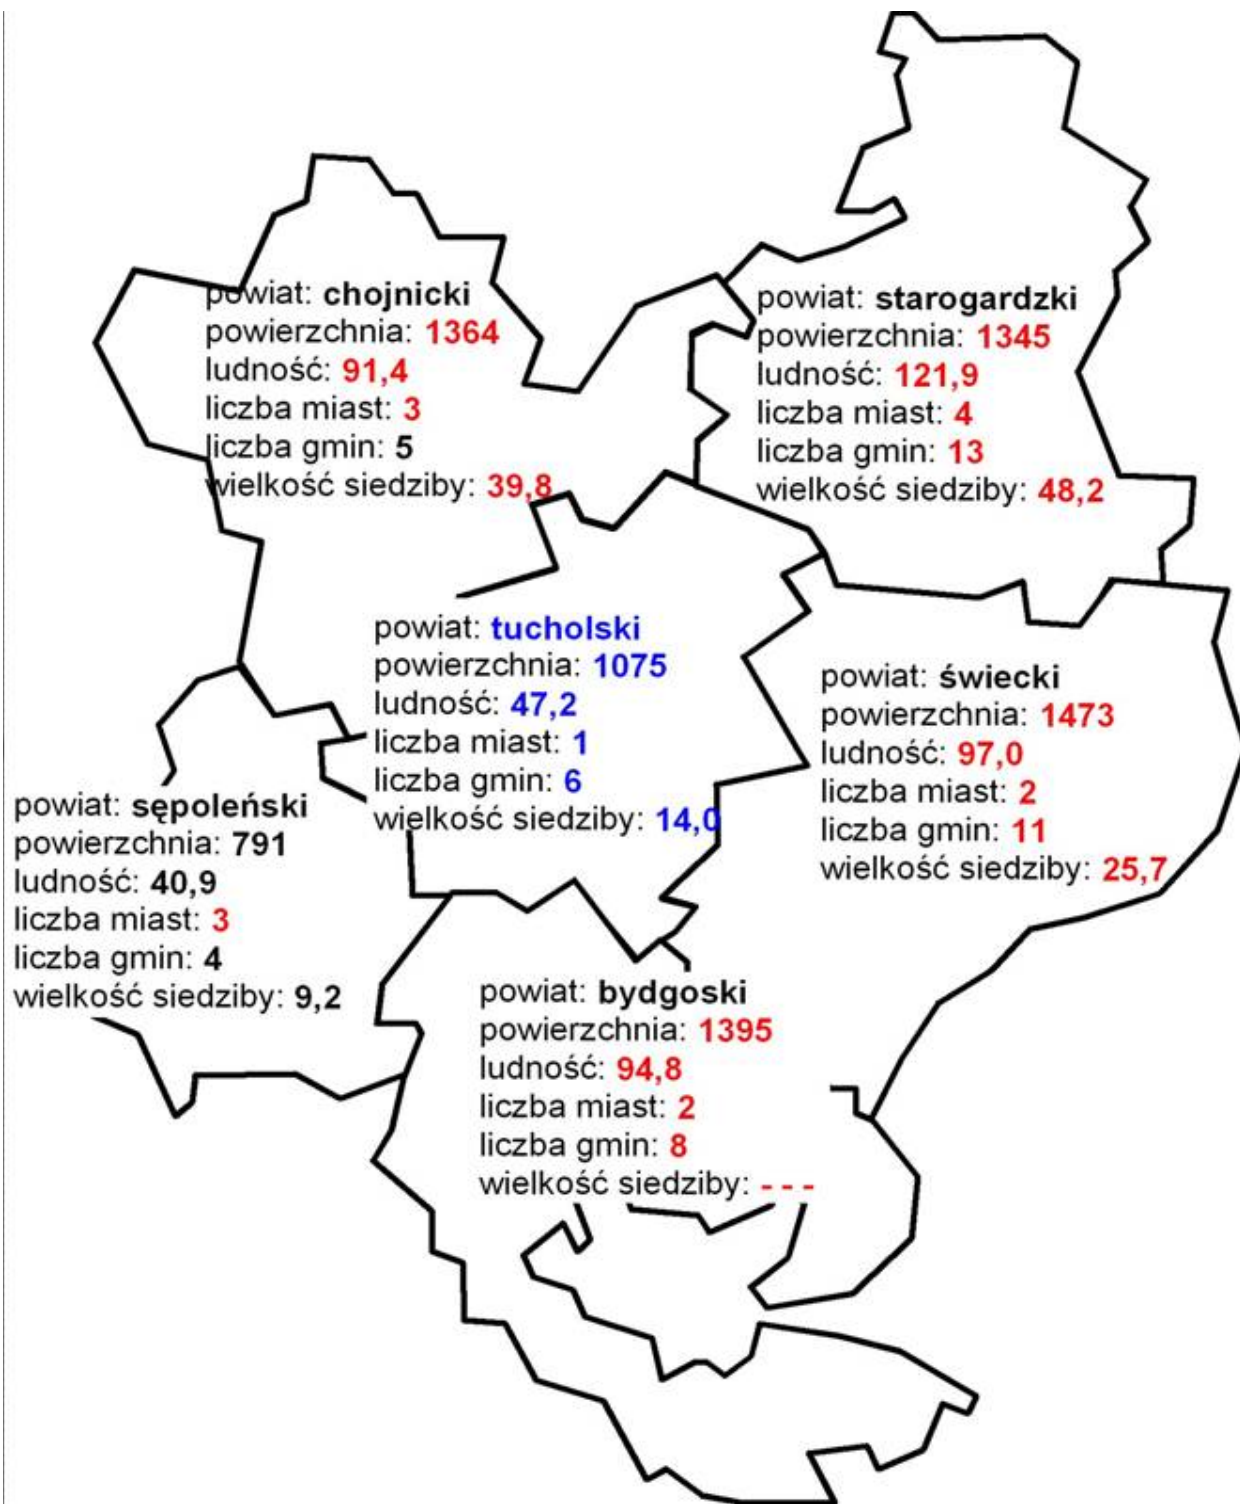 powiat: chojnicki
powierzchnia: 1364
ludność: 91,4
liczba miast: 3
liczba gmin: 5
wielkość siedziby: 39,8
powiat: starogardzki
powierzchnia: 1345
ludność: 121,9
liczba miast: 4
liczba gmin: 13
wielkość siedziby: 48,2
powiat: tucholski
powierzchnia: 1075
ludność: 47,2
liczba miast: 1
liczba gmin: 6
wielkość siedziby: 14,0
powiat: świecki
powierzchnia: 1473
ludność: 97,0
liczba miast: 2
liczba gmin: 11
wielkość siedziby: 25,7
powiat: sępoleński
powierzchnia: 791
ludność: 40,9
liczba miast: 3
liczba gmin: 4
wielkość siedziby: 9,2
powiat: bydgoski
powierzchnia: 1395
ludność: 94,8
liczba miast: 2
liczba gmin: 8
wielkość siedziby: - - -